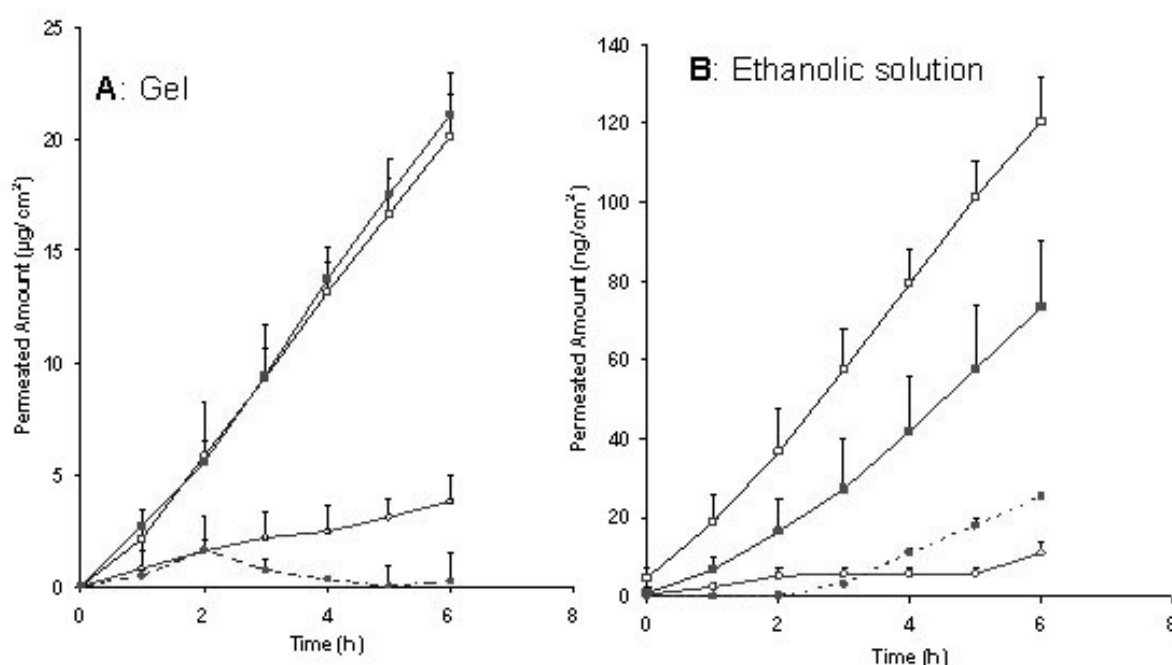 A: Gel
Permeated Amount (µg/cm²)
25
20
15
10
5
0
0 2 4 6 8
Time (h)
B: Ethanolic solution
Permeated Amount (ng/cm²)
140
120
100
80
60
40
20
0
0 2 4 6 8
Time (h)